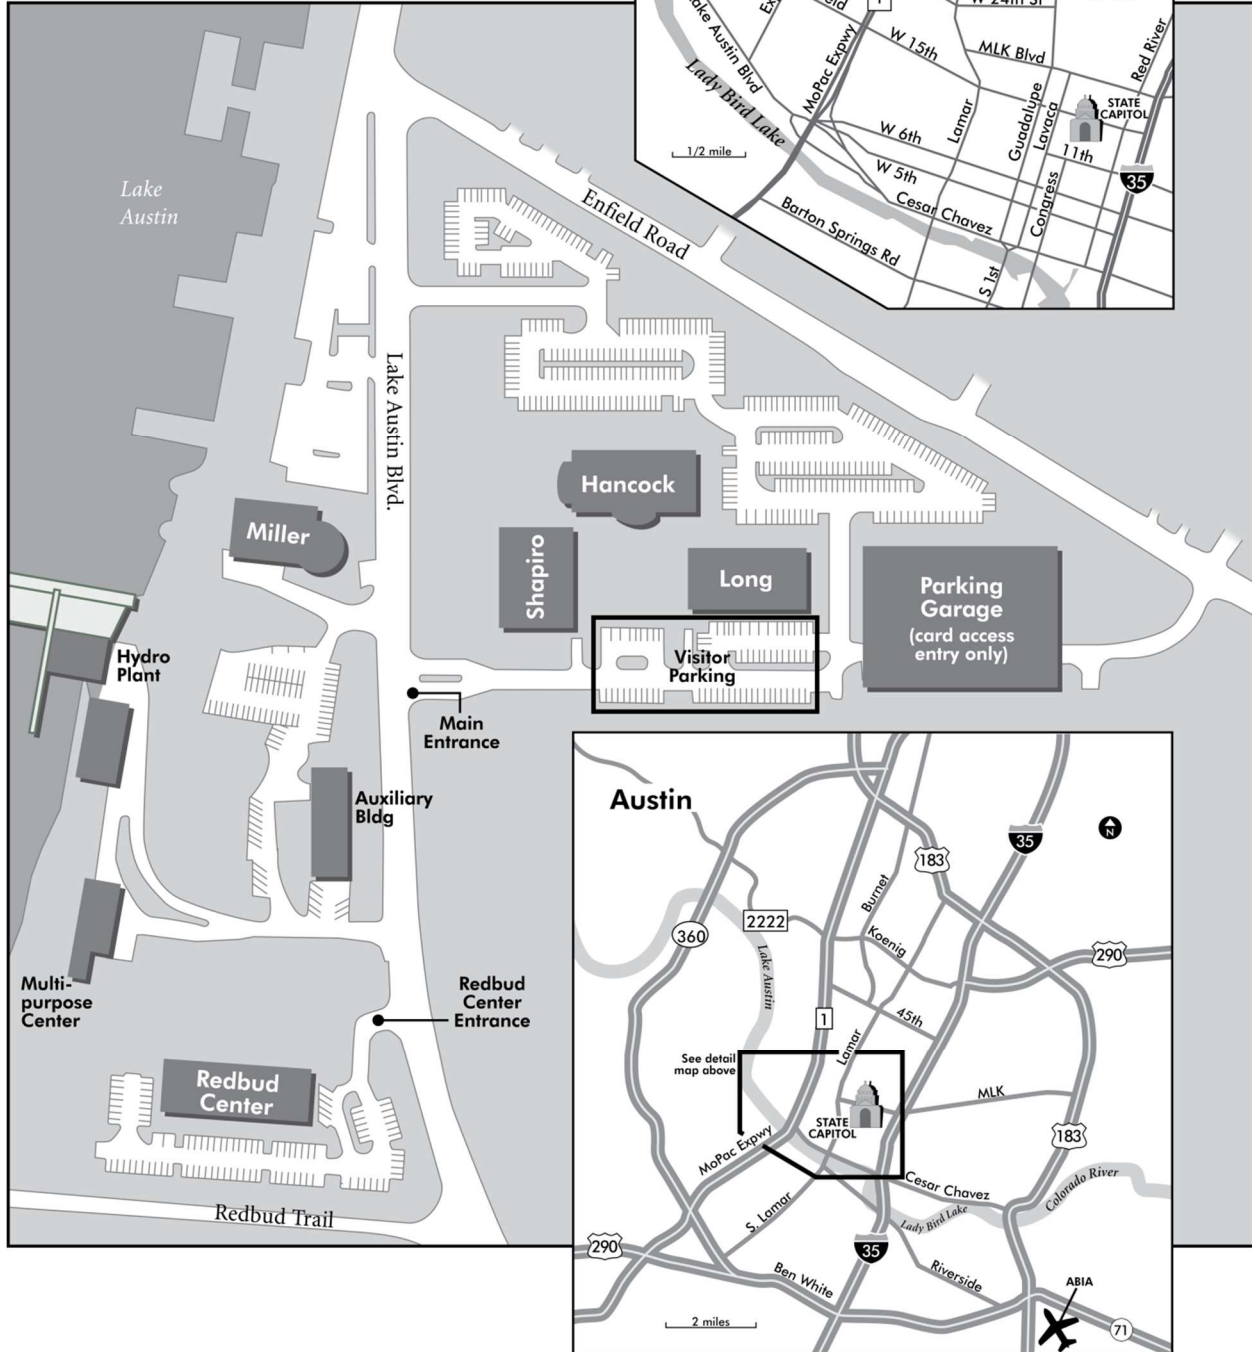 W 24th St
MLK Blvd
W 15th
Red River
Lake Austin Blvd
MoPac Expwy
Lady Bird Lake
Lamar
Guadalupe
Lavaca
STATE
CAPITOL
W 6th
11th
1/2 mile
W 5th
35
Cesar Chavez
Congress
Barton Springs Rd
S 1st
Lake
Austin
Enfield Road
Lake Austin Blvd.
Hancock
Miller
Shapiro
Long
Parking
Garage
(card access
entry only)
Hydro
Plant
Visitor
Parking
Main
Entrance
Auxiliary
Bldg
Multi-
purpose
Center
Redbud
Center
Entrance
Redbud
Center
Redbud Trail
Austin
N
35
183
Burnet
2222
360
Koenig
290
Lake Austin
1
45th
Lamar
See detail
map above
MLK
STATE
CAPITOL
183
MoPac Expwy
Cesar Chavez
Colorado River
S. Lamar
Lady Bird Lake
290
35
Ben White
Riverside
ABIA
2 miles
71